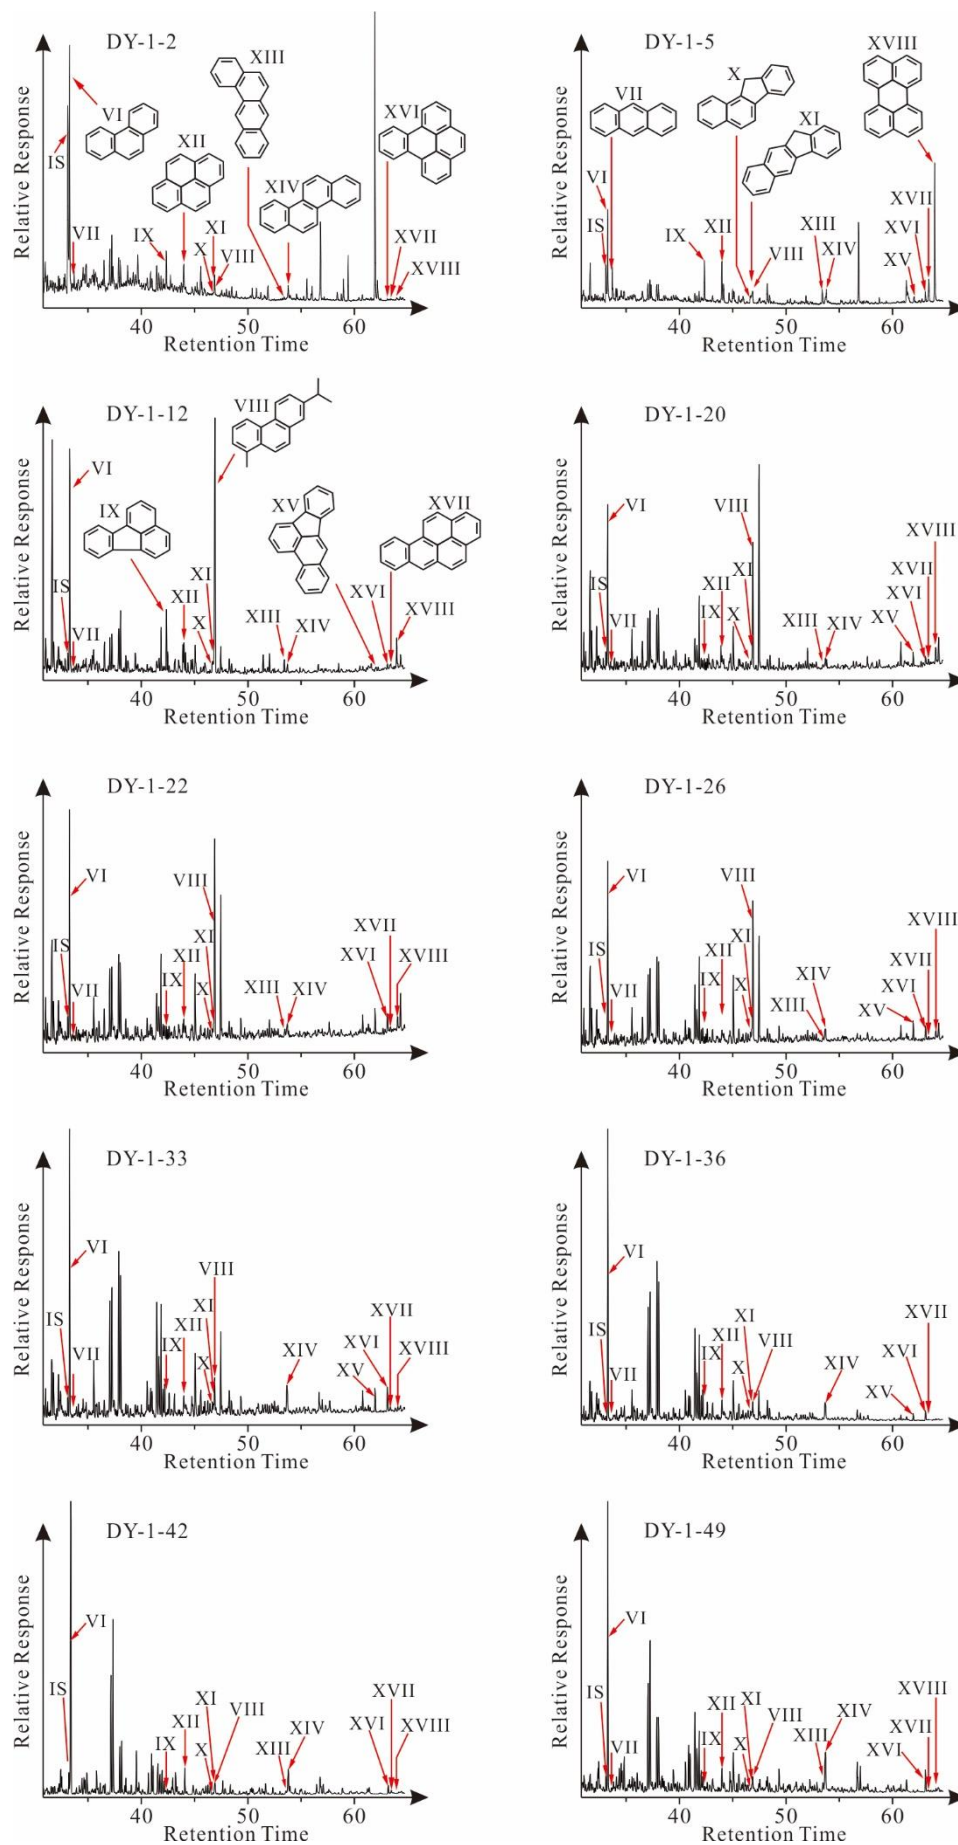 DY-1-2
Relative Response
IS
VI
VII
XII
IX
XIII
XIV
XI
X
VIII
XVI
XVII
XVIII
40
50
60
Retention Time
DY-1-5
Relative Response
VI
IS
VII
X
XI
XVIII
IX
XII
VIII
XIII
XIV
XVII
XVI
XV
40
50
60
Retention Time
DY-1-12
Relative Response
VI
IS
VII
IX
XII
XI
X
VIII
XIII
XIV
XV
XVI
XVII
XVIII
40
50
60
Retention Time
DY-1-20
Relative Response
VI
IS
VII
VIII
XII
XI
IX
X
XIII
XIV
XV
XVI
XVII
XVIII
40
50
60
Retention Time
DY-1-22
Relative Response
VI
IS
VII
VIII
XI
XII
IX
X
XIII
XIV
XVII
XVI
XVIII
40
50
60
Retention Time
DY-1-26
Relative Response
VI
IS
VII
VIII
XI
XII
IX
X
XIII
XIV
XV
XVI
XVII
XVIII
40
50
60
Retention Time
DY-1-33
Relative Response
VI
IS
VII
VIII
XI
XII
IX
X
XIV
XV
XVI
XVII
XVIII
40
50
60
Retention Time
DY-1-36
Relative Response
VI
IS
VII
XI
XII
IX
X
VIII
XIV
XV
XVI
XVII
40
50
60
Retention Time
DY-1-42
Relative Response
VI
IS
XI
XII
IX
X
VIII
XIII
XIV
XVII
XVI
XVIII
40
50
60
Retention Time
DY-1-49
Relative Response
VI
IS
VII
XI
XII
IX
X
VIII
XIII
XIV
XVI
XVII
XVIII
40
50
60
Retention Time